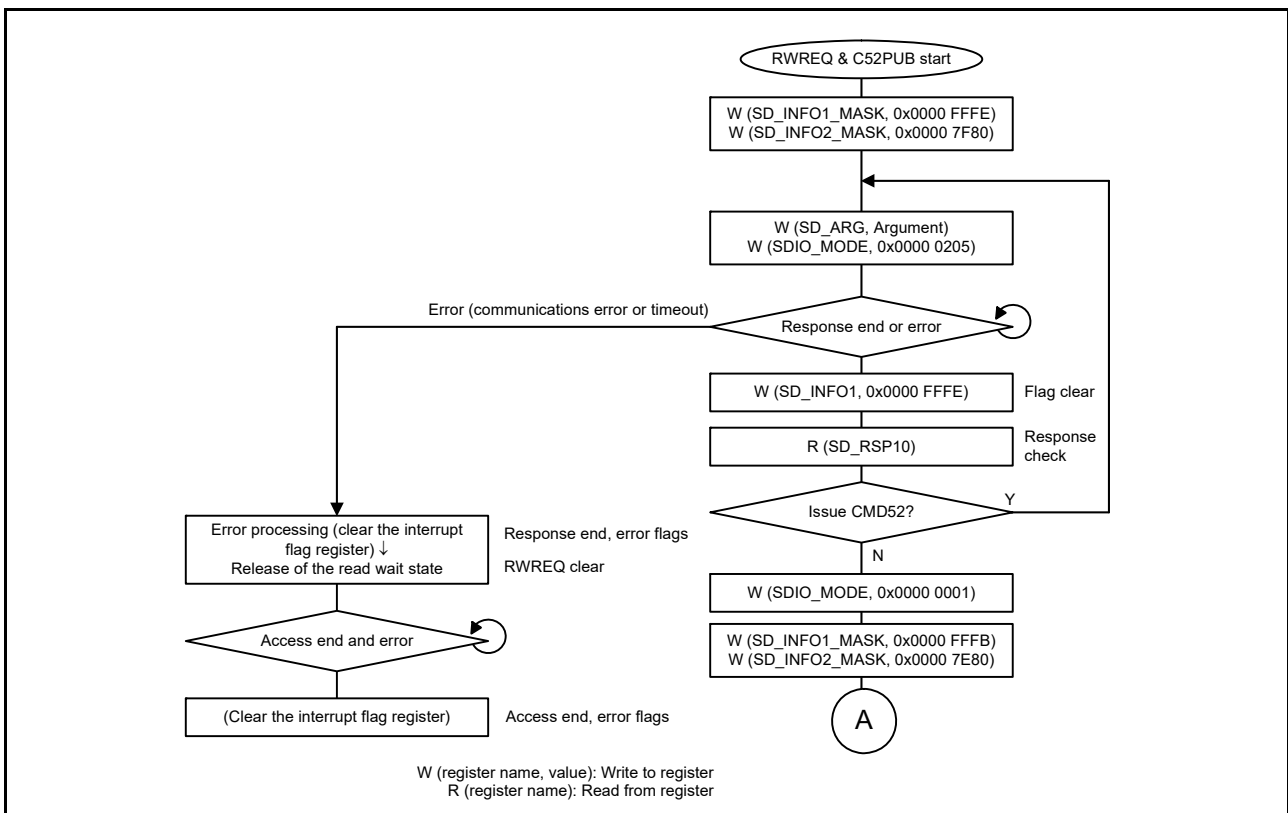 RWREQ & C52PUB start
W (SD_INFO1_MASK, 0x0000 FFFE)
W (SD_INFO2_MASK, 0x0000 7F80)
W (SD_ARG, Argument)
W (SDIO_MODE, 0x0000 0205)
Error (communications error or timeout)
Response end or error
W (SD_INFO1, 0x0000 FFFE)
Flag clear
R (SD_RSP10)
Response
check
Issue CMD52?
Y
N
Error processing (clear the interrupt
flag register) ↓
Release of the read wait state
Response end, error flags
RWREQ clear
W (SDIO_MODE, 0x0000 0001)
Access end and error
W (SD_INFO1_MASK, 0x0000 FFFB)
W (SD_INFO2_MASK, 0x0000 7E80)
(Clear the interrupt flag register)
Access end, error flags
A
W (register name, value): Write to register
R (register name): Read from register